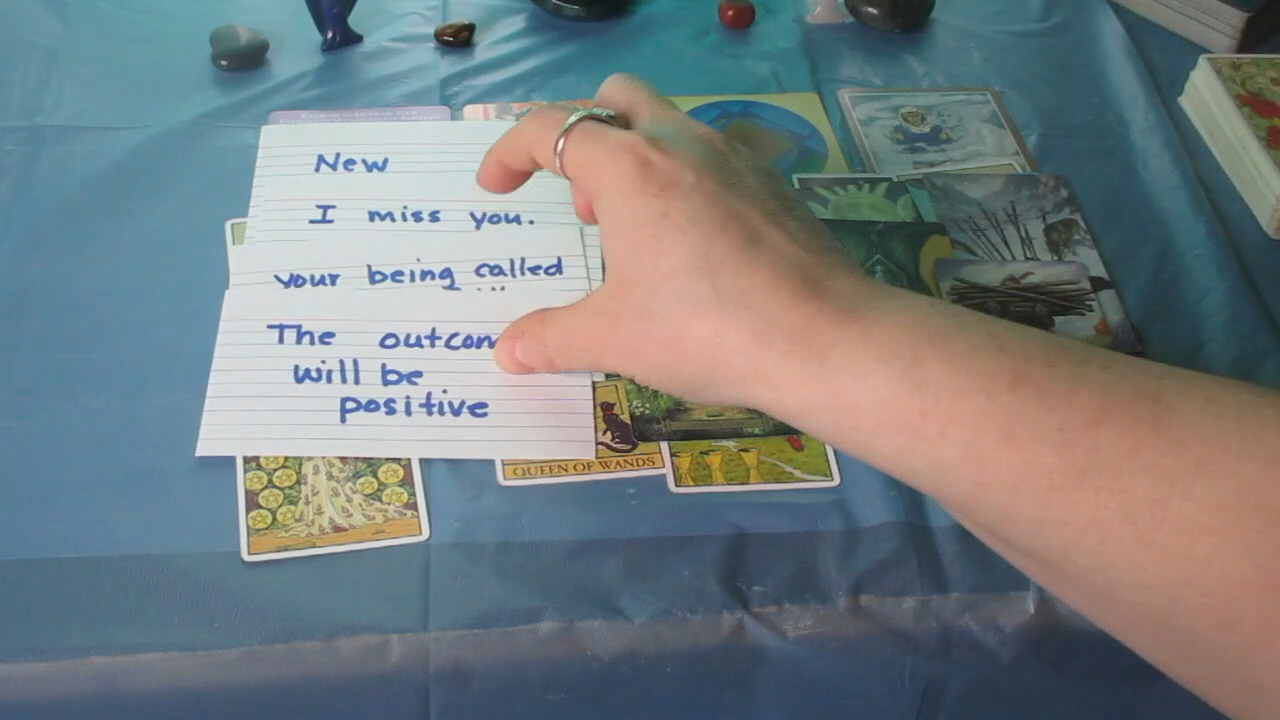 New
I miss you.
your being called
...
The outcom
will be
positive
QUEEN OF WANDS